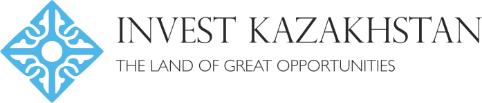 INVEST KAZAKHSTAN
THE LAND OF GREAT OPPORTUNITIES